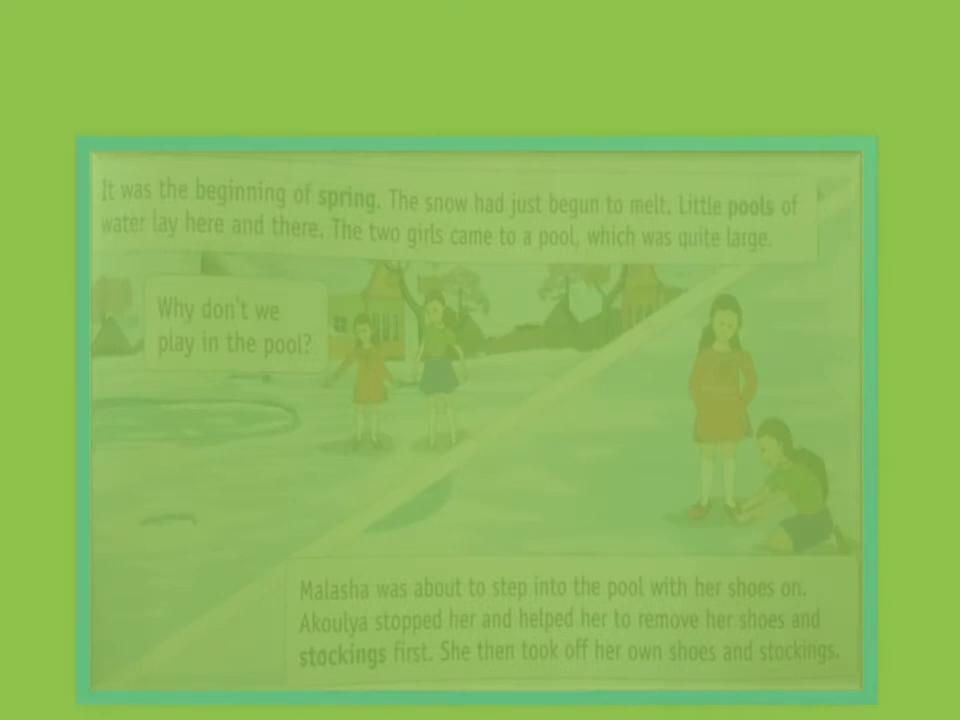 It was the beginning of spring. The snow had just begun to melt. Little pools of
water lay here and there. The two girls came to a pool, which was quite large.
Why don't we
play in the pool?
Malasha was about to step into the pool with her shoes on.
Akoulya stopped her and helped her to remove her shoes and
stockings first. She then took off her own shoes and stockings.